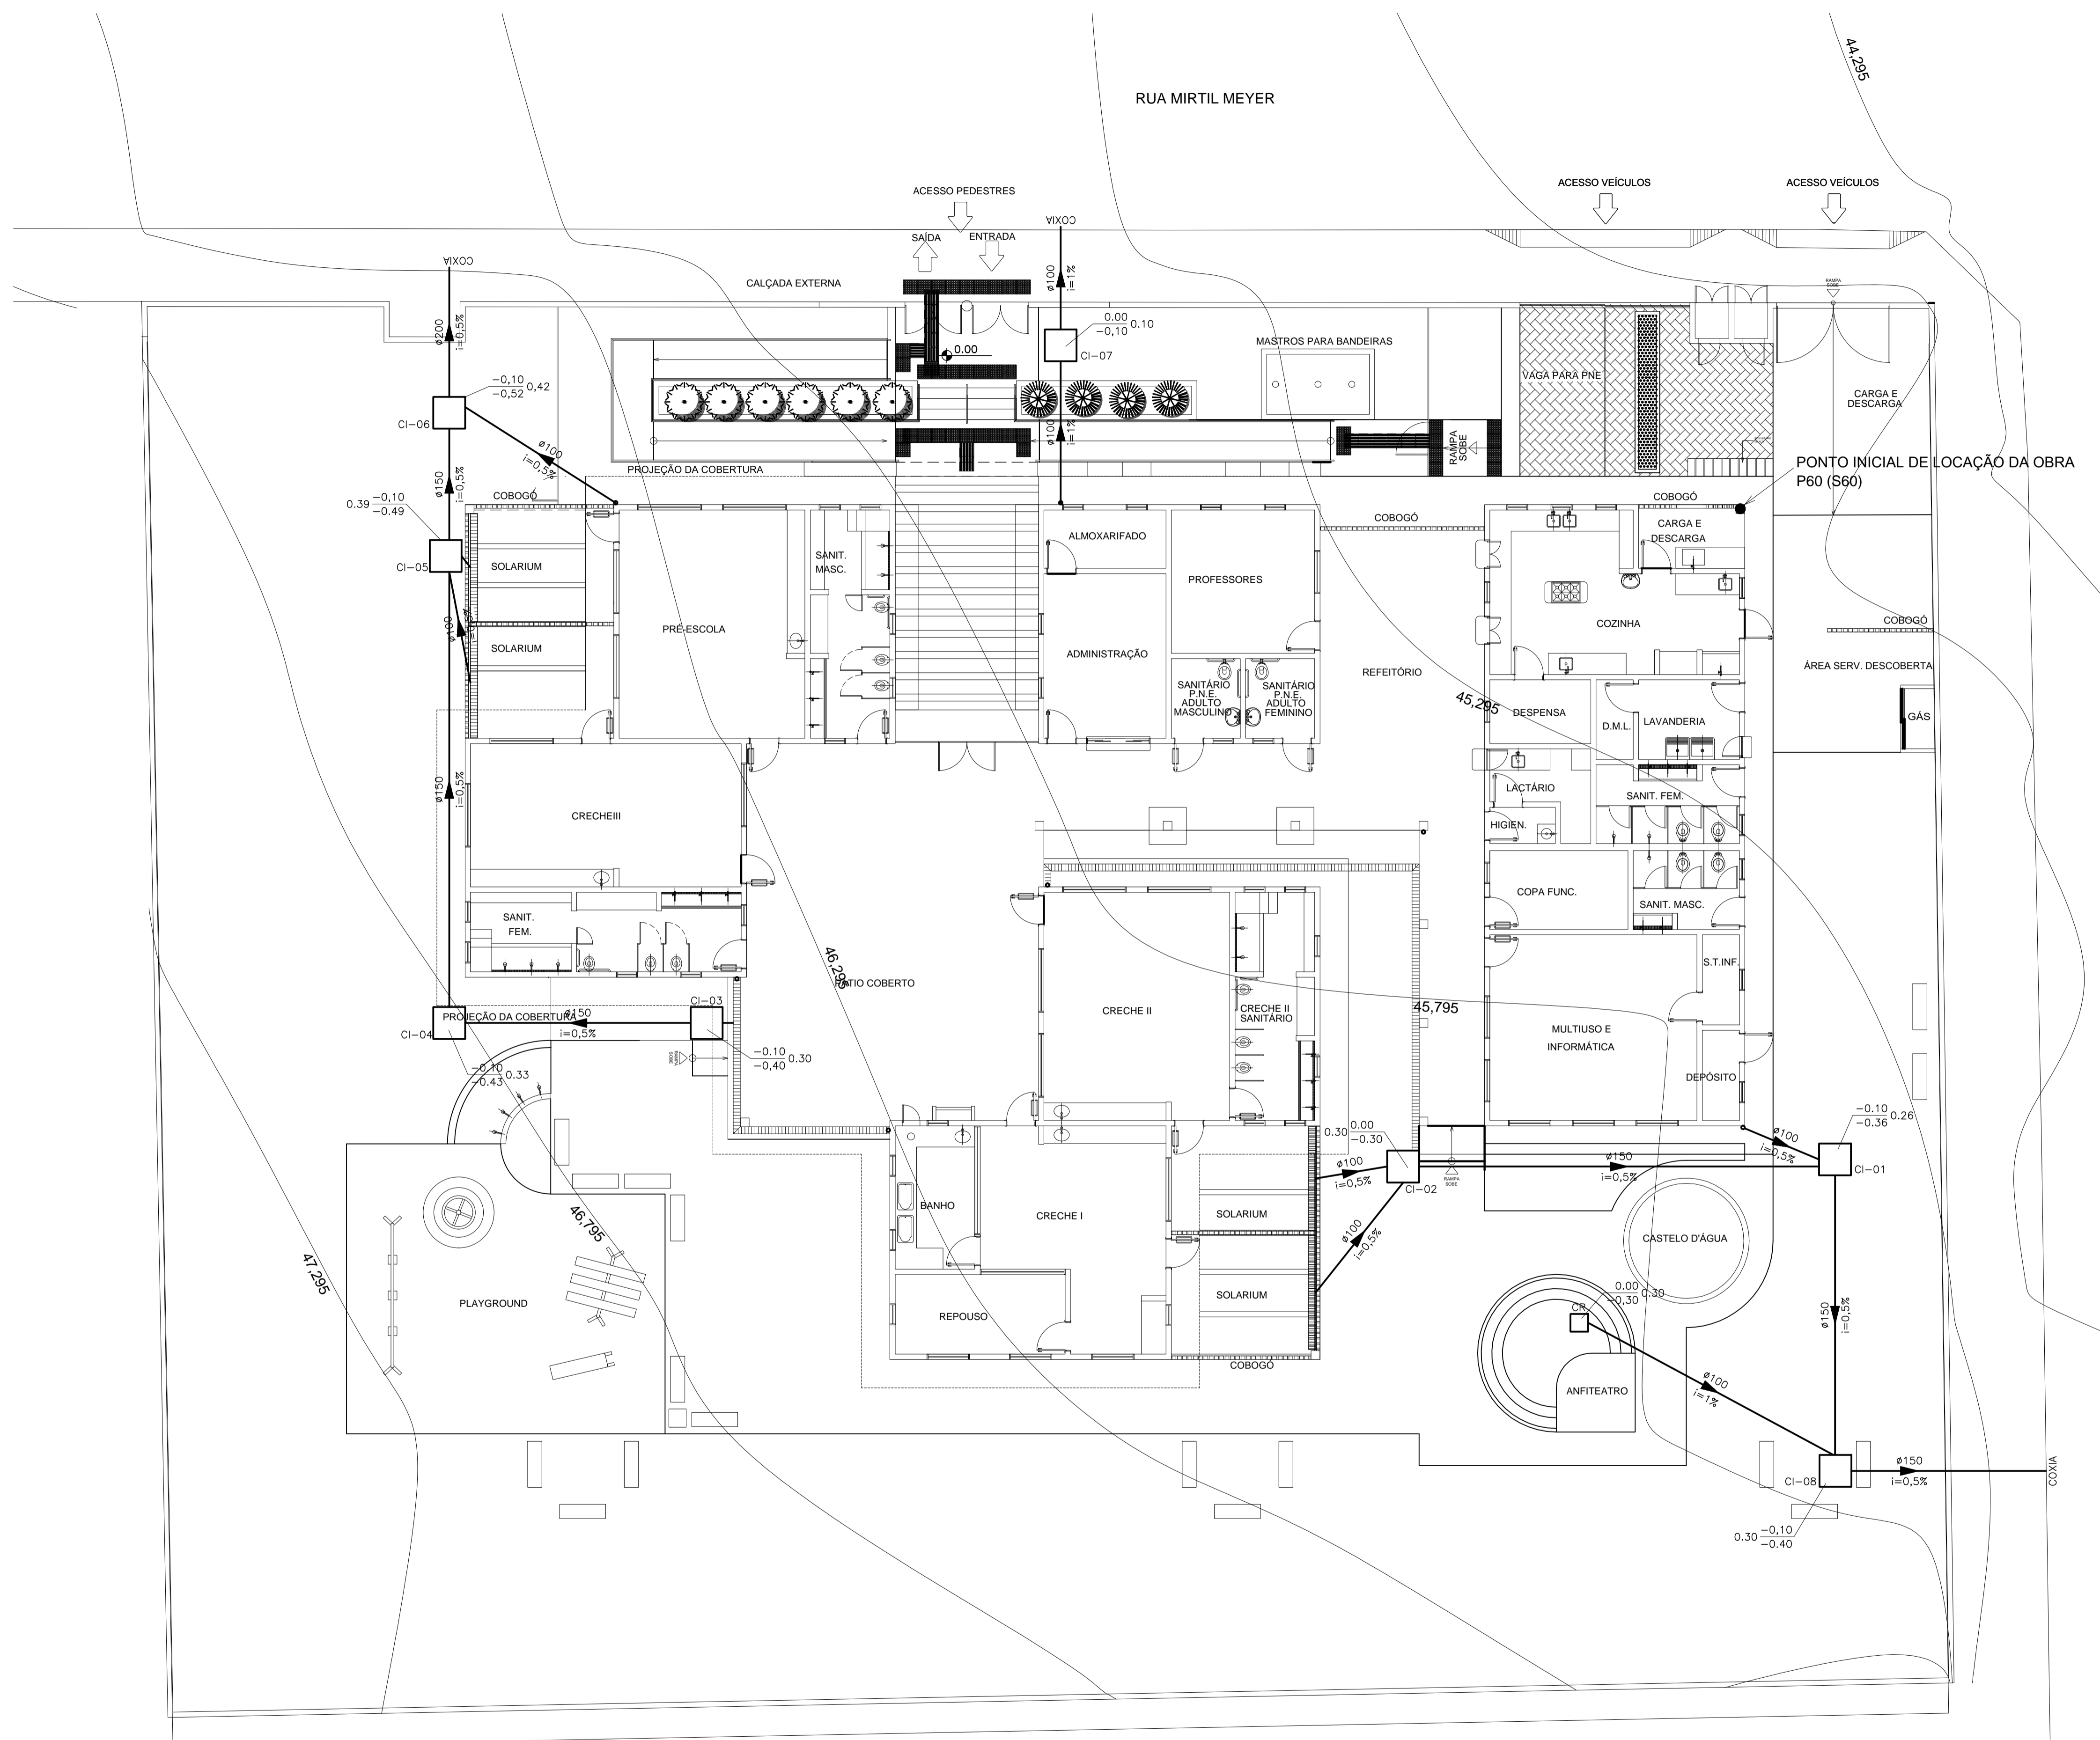 44,295
RUA MIRTIL MEYER
ACESSO PEDESTRES
ACESSO VEÍCULOS
ACESSO VEÍCULOS
COXIA
SAÍDA
ENTRADA
COXIA
CALÇADA EXTERNA
ø100
i=1%
RAMPA
SOBE
ø200
i=0,5%
0.00
-0,10
0.10
CI-07
MASTROS PARA BANDEIRAS
0.00
VAGA PARA PNE
CARGA E
DESCARGA
-0,10
-0,52
0,42
CI-06
ø100
i=0,5%
ø100
i=1%
RAMPA
SOBE
PROJEÇÃO DA COBERTURA
PONTO INICIAL DE LOCAÇÃO DA OBRA
P60 (S60)
ø150
i=0,5%
COBOGÓ
COBOGÓ
COBOGÓ
0.39
-0,10
-0.49
CI-05
SOLARIUM
SANIT.
MASC.
ALMOXARIFADO
PROFESSORES
CARGA E
DESCARGA
COZINHA
COBOGÓ
ø100
i=0,5%
SOLARIUM
PRÉ-ESCOLA
ADMINISTRAÇÃO
REFEITÓRIO
ÁREA SERV. DESCOBERTA
SANITÁRIO
P.N.E.
ADULTO
MASCULINO
SANITÁRIO
P.N.E.
ADULTO
FEMININO
45,295
DESPENSA
D.M.L.
LAVANDERIA
GÁS
ø150
i=0,5%
CRECHEIII
LACTÁRIO
SANIT. FEM.
HIGIEN.
COPA FUNC.
SANIT. MASC.
SANIT.
FEM.
46,295
PÁTIO COBERTO
S.T.INF.
CI-03
CRECHE II
CRECHE II
SANITÁRIO
45,795
PROJEÇÃO DA COBERTURA
ø150
i=0,5%
CI-04
MULTIUSO E
INFORMÁTICA
RAMPA
SOBE
-0.10
-0,40
0.30
-0,10
-0.43
0.33
DEPÓSITO
-0.10
-0.36
0.26
0.30
0.00
-0.30
ø100
i=0,5%
CI-01
ø100
i=0,5%
CI-02
ø150
i=0,5%
RAMPA
SOBE
BANHO
CRECHE I
SOLARIUM
ø100
i=0,5%
CASTELO D'ÁGUA
46,795
47,295
PLAYGROUND
REPOUSO
SOLARIUM
0.00
-0,30
0.30
CR
ø150
i=0,5%
COBOGÓ
ANFITEATRO
ø100
i=1%
CI-08
ø150
i=0,5%
COXIA
0.30
-0,10
-0.40